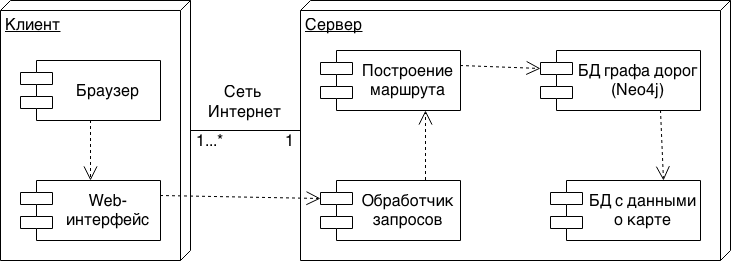 Клиент
Браузер
Web-
интерфейс
Сеть
Интернет
1...*
1
Сервер
Построение
маршрута
БД графа дорог
(Neo4j)
Обработчик
запросов
БД с данными
о карте